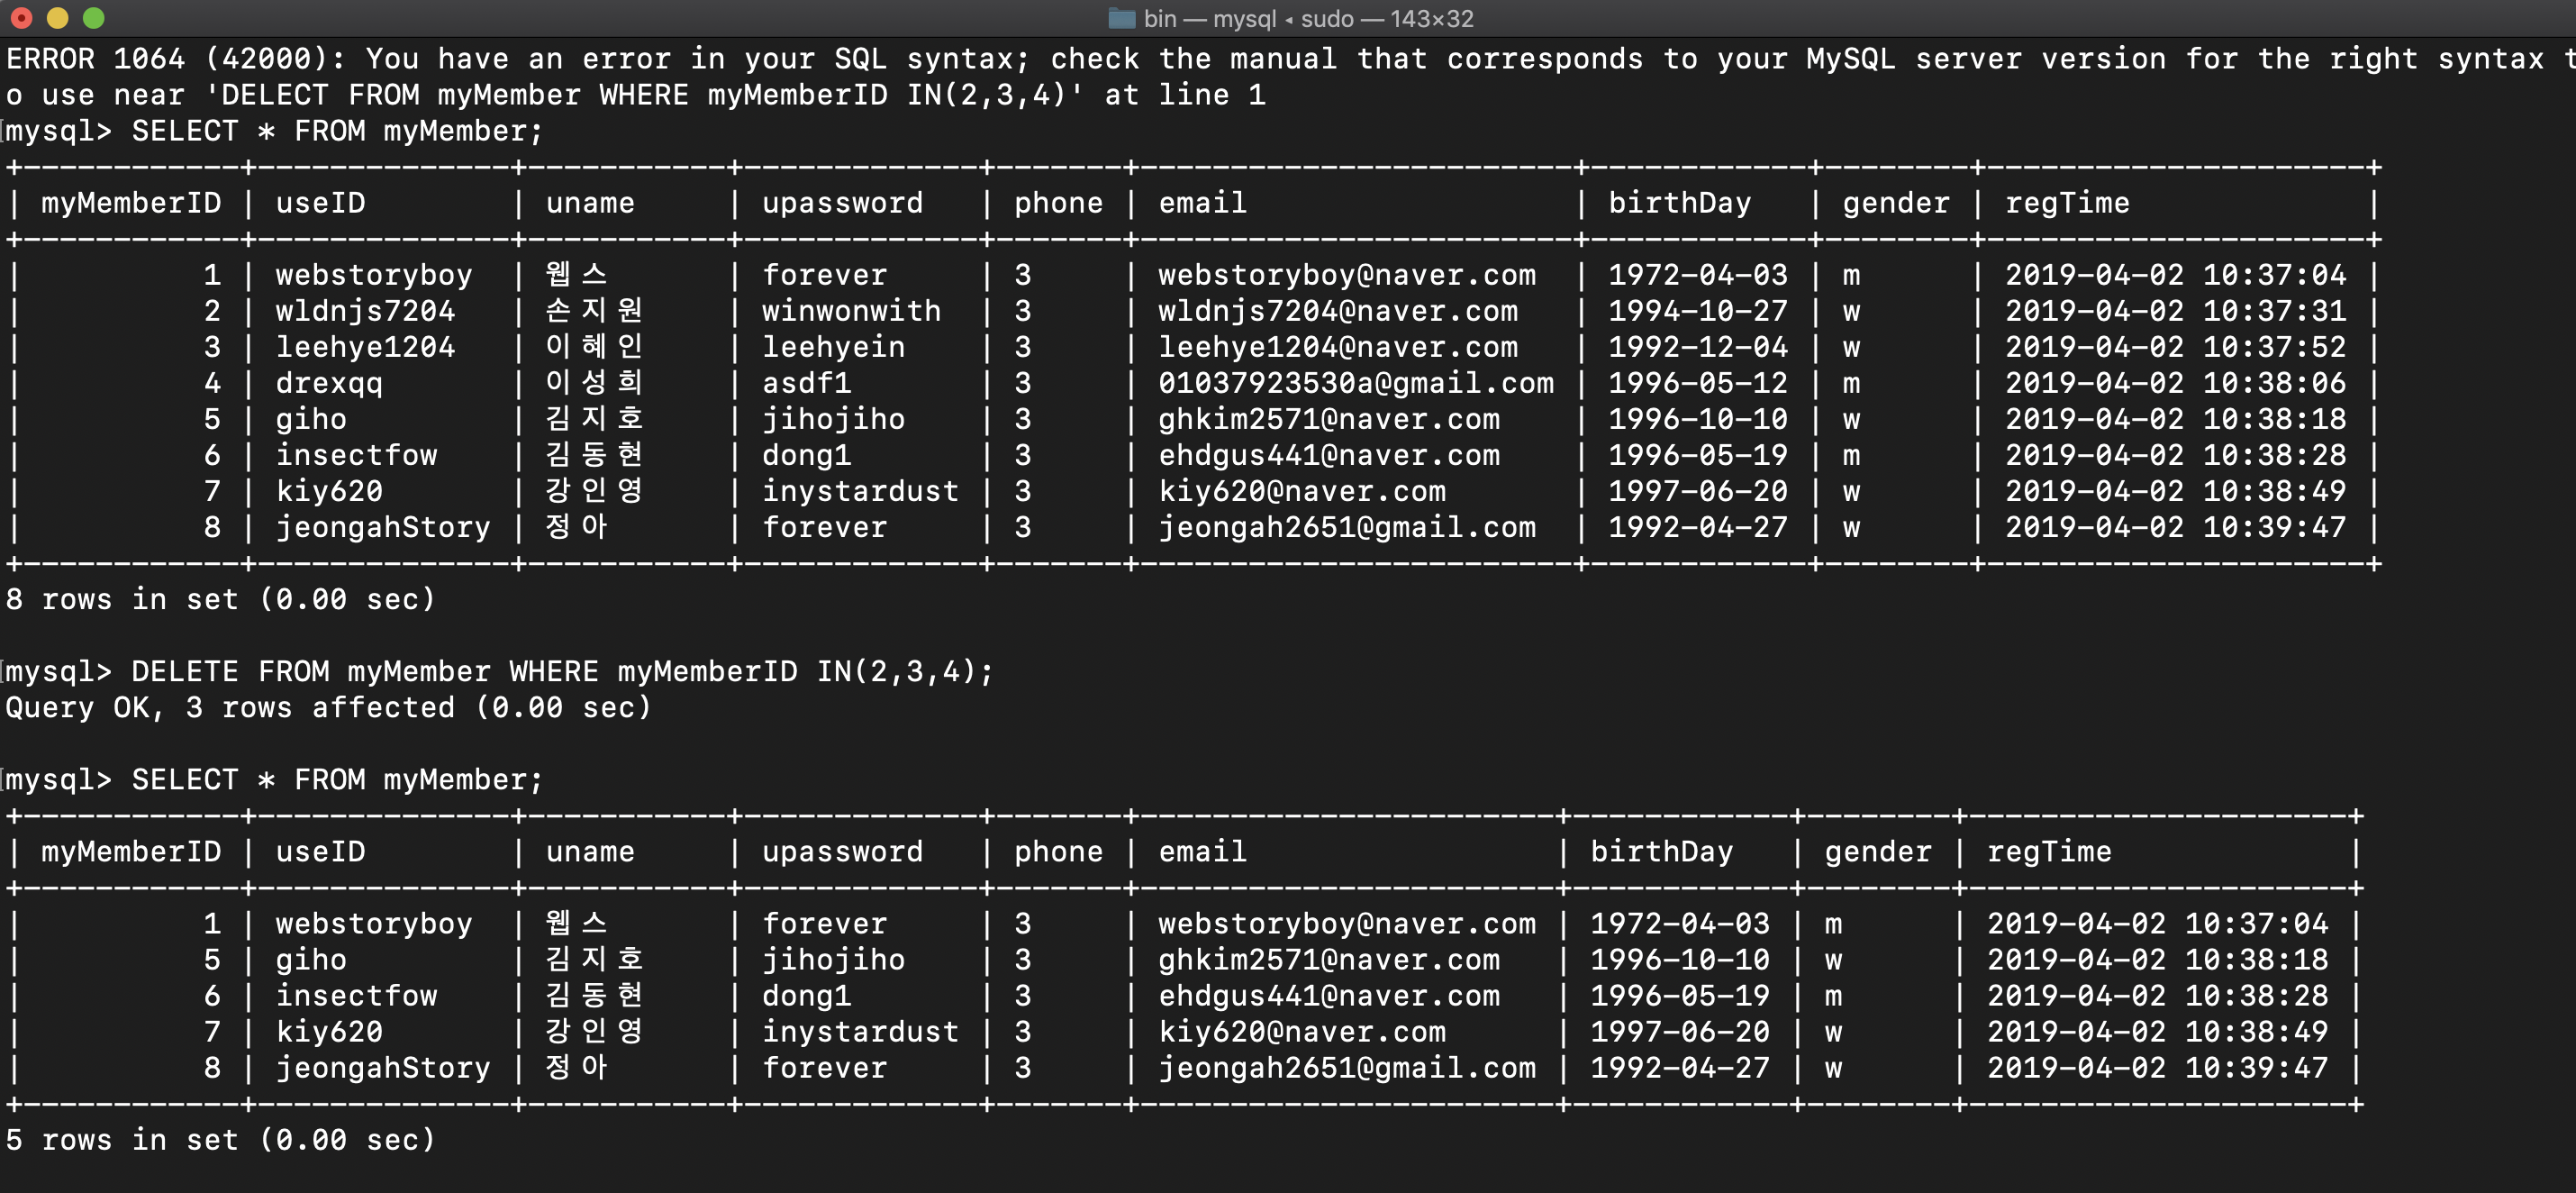 bin — mysql ◂ sudo — 143×32
ERROR 1064 (42000): You have an error in your SQL syntax; check the manual that corresponds to your MySQL server version for the right syntax t
o use near 'DELECT FROM myMember WHERE myMemberID IN(2,3,4)' at line 1
mysql> SELECT * FROM myMember;
+------------+--------------+-----------+-------------+-------+------------------------+------------+--------+---------------------+
| myMemberID | useID        | uname     | upassword   | phone | email                  | birthDay   | gender | regTime             |
+------------+--------------+-----------+-------------+-------+------------------------+------------+--------+---------------------+
|          1 | webstoryboy  | 웹스      | forever     | 3     | webstoryboy@naver.com  | 1972-04-03 | m      | 2019-04-02 10:37:04 |
|          2 | wldnjs7204   | 손지원    | winwonwith  | 3     | wldnjs7204@naver.com   | 1994-10-27 | w      | 2019-04-02 10:37:31 |
|          3 | leehye1204   | 이혜인    | leehyein    | 3     | leehye1204@naver.com   | 1992-12-04 | w      | 2019-04-02 10:37:52 |
|          4 | drexqq       | 이성희    | asdf1       | 3     | 01037923530a@gmail.com | 1996-05-12 | m      | 2019-04-02 10:38:06 |
|          5 | giho         | 김지호    | jihojiho    | 3     | ghkim2571@naver.com    | 1996-10-10 | w      | 2019-04-02 10:38:18 |
|          6 | insectfow    | 김동현    | dong1       | 3     | ehdgus441@naver.com    | 1996-05-19 | m      | 2019-04-02 10:38:28 |
|          7 | kiy620       | 강인영    | inystardust | 3     | kiy620@naver.com       | 1997-06-20 | w      | 2019-04-02 10:38:49 |
|          8 | jeongahStory | 정아      | forever     | 3     | jeongah2651@gmail.com  | 1992-04-27 | w      | 2019-04-02 10:39:47 |
+------------+--------------+-----------+-------------+-------+------------------------+------------+--------+---------------------+
8 rows in set (0.00 sec)
mysql> DELETE FROM myMember WHERE myMemberID IN(2,3,4);
Query OK, 3 rows affected (0.00 sec)
mysql> SELECT * FROM myMember;
+------------+--------------+-----------+-------------+-------+-----------------------+------------+--------+---------------------+
| myMemberID | useID        | uname     | upassword   | phone | email                 | birthDay   | gender | regTime             |
+------------+--------------+-----------+-------------+-------+-----------------------+------------+--------+---------------------+
|          1 | webstoryboy  | 웹스      | forever     | 3     | webstoryboy@naver.com | 1972-04-03 | m      | 2019-04-02 10:37:04 |
|          5 | giho         | 김지호    | jihojiho    | 3     | ghkim2571@naver.com   | 1996-10-10 | w      | 2019-04-02 10:38:18 |
|          6 | insectfow    | 김동현    | dong1       | 3     | ehdgus441@naver.com   | 1996-05-19 | m      | 2019-04-02 10:38:28 |
|          7 | kiy620       | 강인영    | inystardust | 3     | kiy620@naver.com      | 1997-06-20 | w      | 2019-04-02 10:38:49 |
|          8 | jeongahStory | 정아      | forever     | 3     | jeongah2651@gmail.com | 1992-04-27 | w      | 2019-04-02 10:39:47 |
+------------+--------------+-----------+-------------+-------+-----------------------+------------+--------+---------------------+
5 rows in set (0.00 sec)